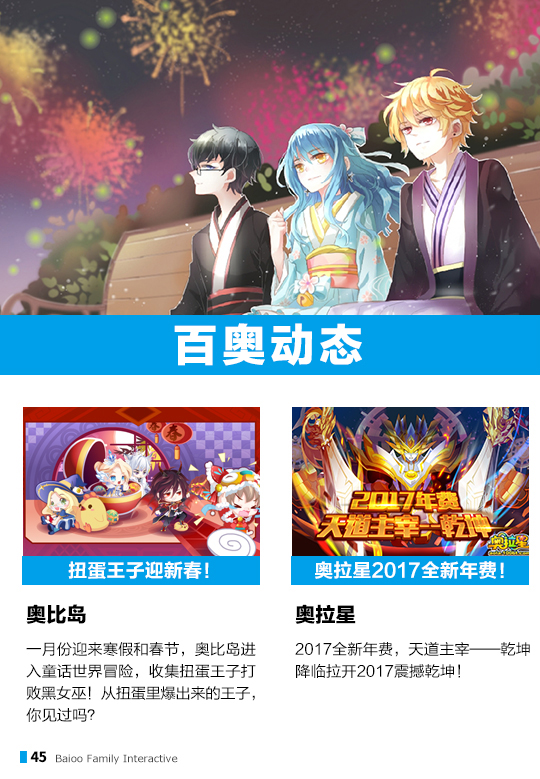 百奥动态
春
扭蛋王子迎新春！
2017年费
天道主宰·乾坤
奥拉星
奥拉星2017全新年费！
奥比岛
一月份迎来寒假和春节，奥比岛进
入童话世界冒险，收集扭蛋王子打
败黑女巫！从扭蛋里爆出来的王子，
你见过吗？
奥拉星
2017全新年费，天道主宰——乾坤
降临拉开2017震撼乾坤！
45 Baioo Family Interactive